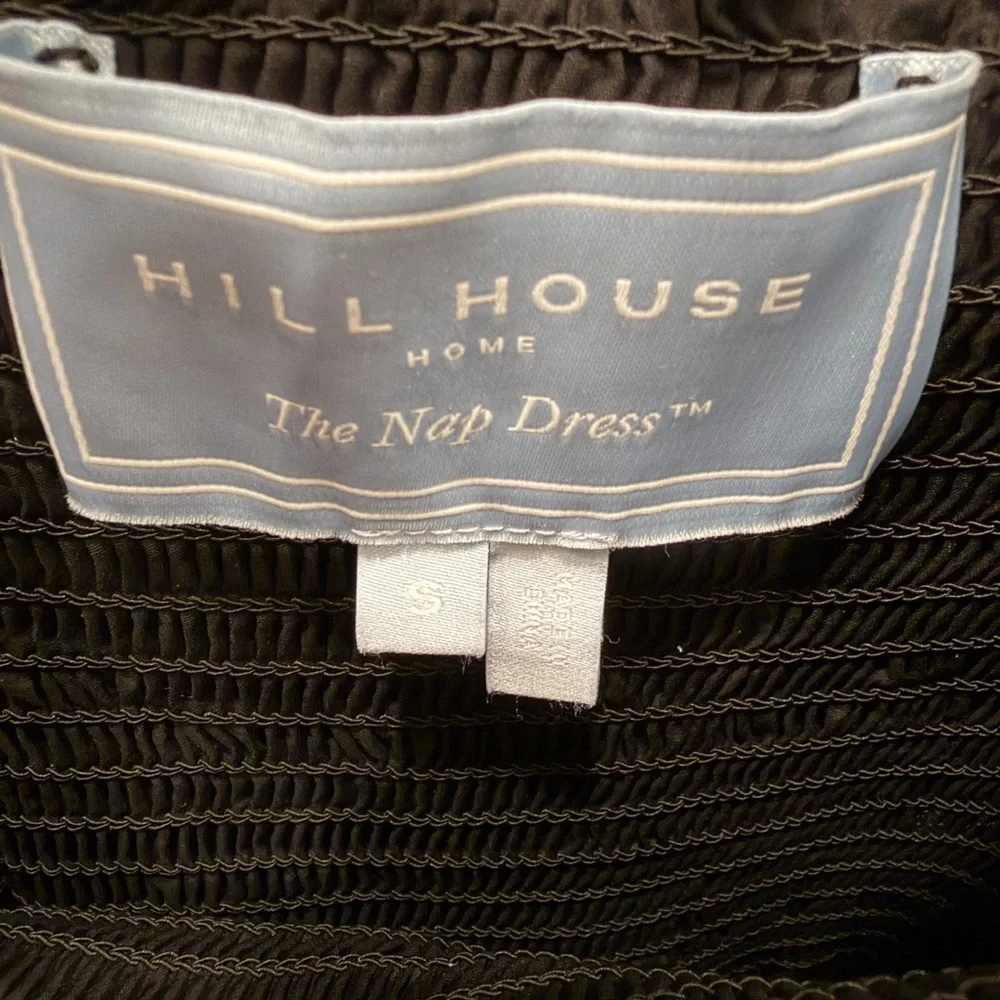 HILL HOUSE
HOME
The Nap Dress™
S